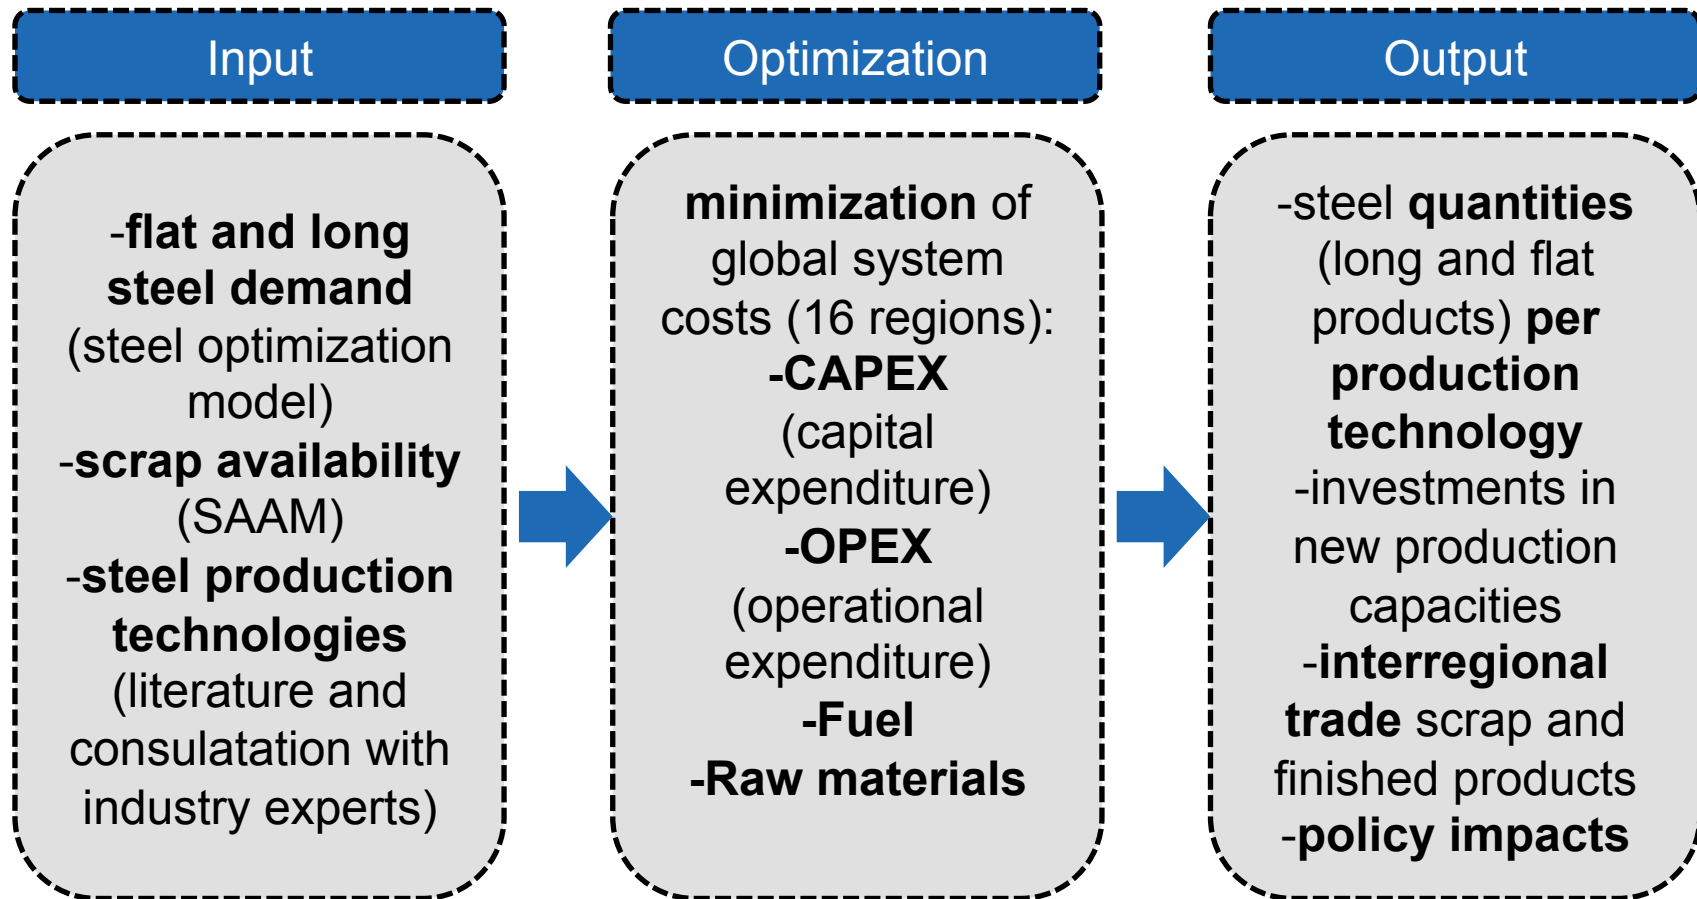 Input
-flat and long
steel demand
(steel optimization
model)
-scrap availability
(SAAM)
-steel production
technologies
(literature and
consulatation with
industry experts)
Optimization
minimization of
global system
costs (16 regions):
-CAPEX
(capital
expenditure)
-OPEX
(operational
expenditure)
-Fuel
-Raw materials
Output
-steel quantities
(long and flat
products) per
production
technology
-investments in
new production
capacities
-interregional
trade scrap and
finished products
-policy impacts